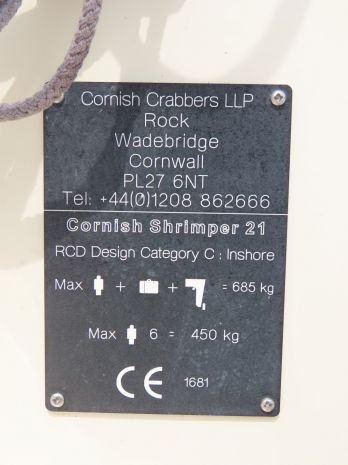 Cornish Crabbers LLP
Rock
Wadebridge
Cornwall
PL27 6NT
Tel: +44(0)1208 862666
Cornish Shrimper 21
RCD Design Category C : Inshore
Max + + = 685 kg
Max 6 = 450 kg
CE 1681